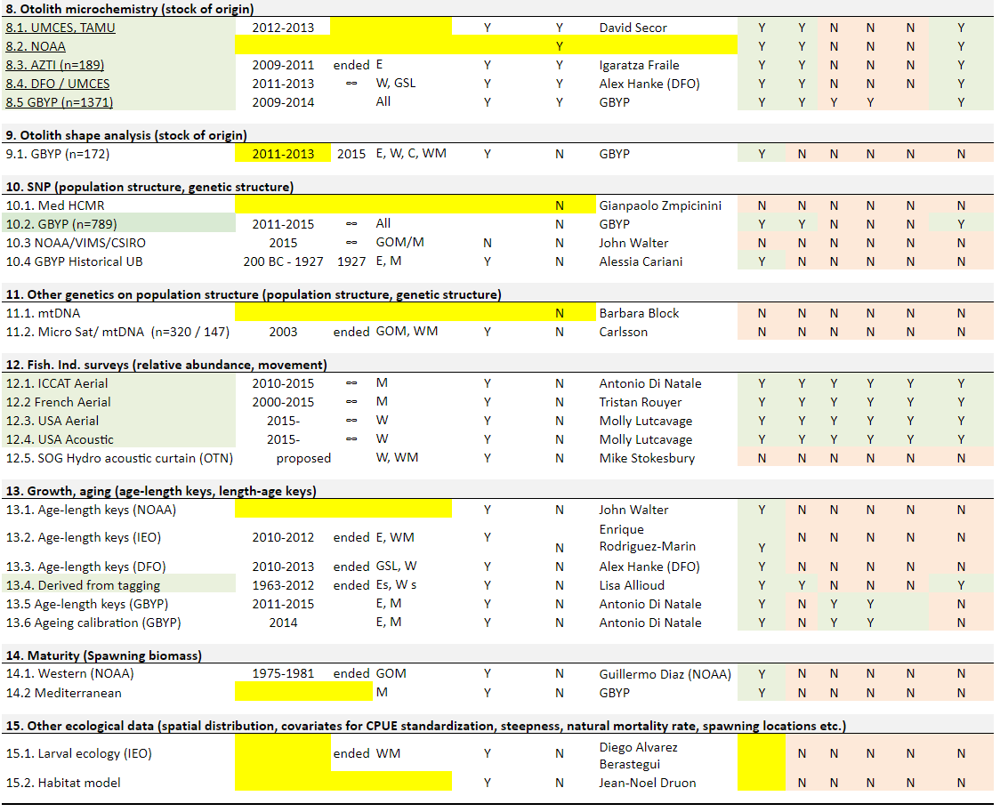 8. Otolith microchemistry (stock of origin)
8.1. UMCES, TAMU 2012-2013 Y Y David Secor Y Y N N N Y
8.2. NOAA Y Y Y N N N Y
8.3. AZTI (n=189) 2009-2011 ended E Y Y Igaratza Fraile Y Y N N N Y
8.4. DFO / UMCES 2011-2013 ∞ W, GSL Y Y Alex Hanke (DFO) Y Y N N N Y
8.5 GBYP (n=1371) 2009-2014 All Y Y GBYP Y Y Y Y Y
9. Otolith shape analysis (stock of origin)
9.1. GBYP (n=172) 2011-2013 2015 E, W, C, WM Y N GBYP Y N N N N N
10. SNP (population structure, genetic structure)
10.1. Med HCMR N Gianpaolo Zmpicinini N N N N N N
10.2. GBYP (n=789) 2011-2015 ∞ All N GBYP Y Y N N N Y
10.3 NOAA/VIMS/CSIRO 2015 ∞ GOM/M N N John Walter N N N N N N
10.4 GBYP Historical UB 200 BC - 1927 1927 E, M Y N Alessia Cariani Y N N N N N
11. Other genetics on population structure (population structure, genetic structure)
11.1. mtDNA N Barbara Block N N N N N N
11.2. Micro Sat/ mtDNA (n=320 / 147) 2003 ended GOM, WM Y N Carlsson N N N N N N
12. Fish. Ind. surveys (relative abundance, movement)
12.1. ICCAT Aerial 2010-2015 ∞ M Y N Antonio Di Natale Y Y Y Y Y Y
12.2 French Aerial 2000-2015 ∞ M Y N Tristan Rouyer Y Y Y Y Y Y
12.3. USA Aerial 2015- ∞ W Y N Molly Lutcavage Y Y Y Y Y Y
12.4. USA Acoustic 2015- ∞ W Y N Molly Lutcavage Y Y Y Y Y Y
12.5. SOG Hydro acoustic curtain (OTN) proposed W, WM Y N Mike Stokesbury N N N N N N
13. Growth, aging (age-length keys, length-age keys)
13.1. Age-length keys (NOAA) Y N John Walter Y N N N N N
13.2. Age-length keys (IEO) 2010-2012 ended E, WM Y N Enrique
Rodriguez-Marin Y N N N N N
13.3. Age-length keys (DFO) 2010-2013 ended GSL, W Y N Alex Hanke (DFO) Y N N N N N
13.4. Derived from tagging 1963-2012 ended Es, W s Y N Lisa Allioud Y Y N N N Y
13.5 Age-length keys (GBYP) 2011-2015 E, M Y N Antonio Di Natale Y N Y Y N
13.6 Ageing calibration (GBYP) 2014 E, M Y N Antonio Di Natale Y N Y Y N
14. Maturity (Spawning biomass)
14.1. Western (NOAA) 1975-1981 ended GOM Y N Guillermo Diaz (NOAA) Y N N N N N
14.2 Mediterranean M Y N GBYP Y N N N N N
15. Other ecological data (spatial distribution, covariates for CPUE standardization, steepness, natural mortality rate, spawning locations etc.)
15.1. Larval ecology (IEO) ended WM Y N Diego Alvarez
Berastegui N N N N N
15.2. Habitat model Y N Jean-Noel Druon N N N N N